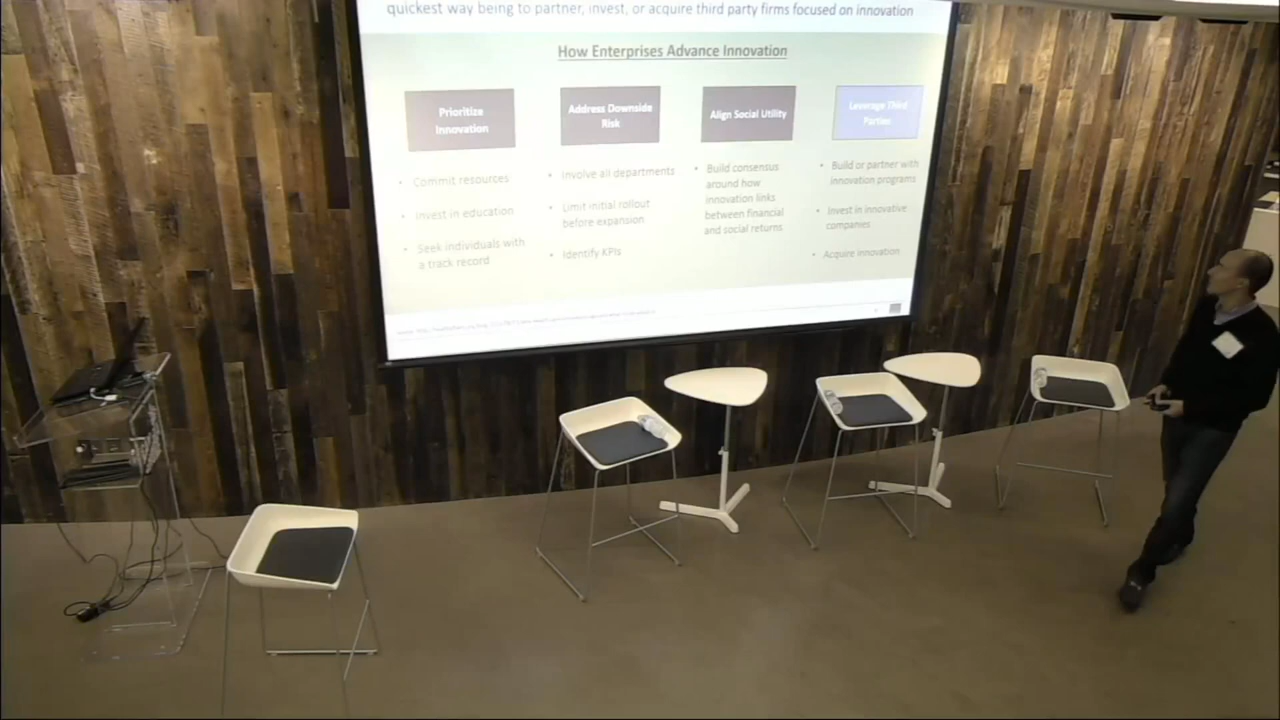 quickest way being to partner, invest, or acquire third party firms focused on innovation
How Enterprises Advance Innovation
Prioritize
Innovation
• Commit resources
• Invest in education
• Seek individuals with
a track record
Address Downside
Risk
• Involve all departments
• Limit initial rollout
before expansion
• Identify KPIs
Align Social Utility
• Build consensus
around how
innovation links
between financial
and social returns
Leverage Third
Parties
• Build or partner with
innovation programs
• Invest in innovative
companies
• Acquire innovation